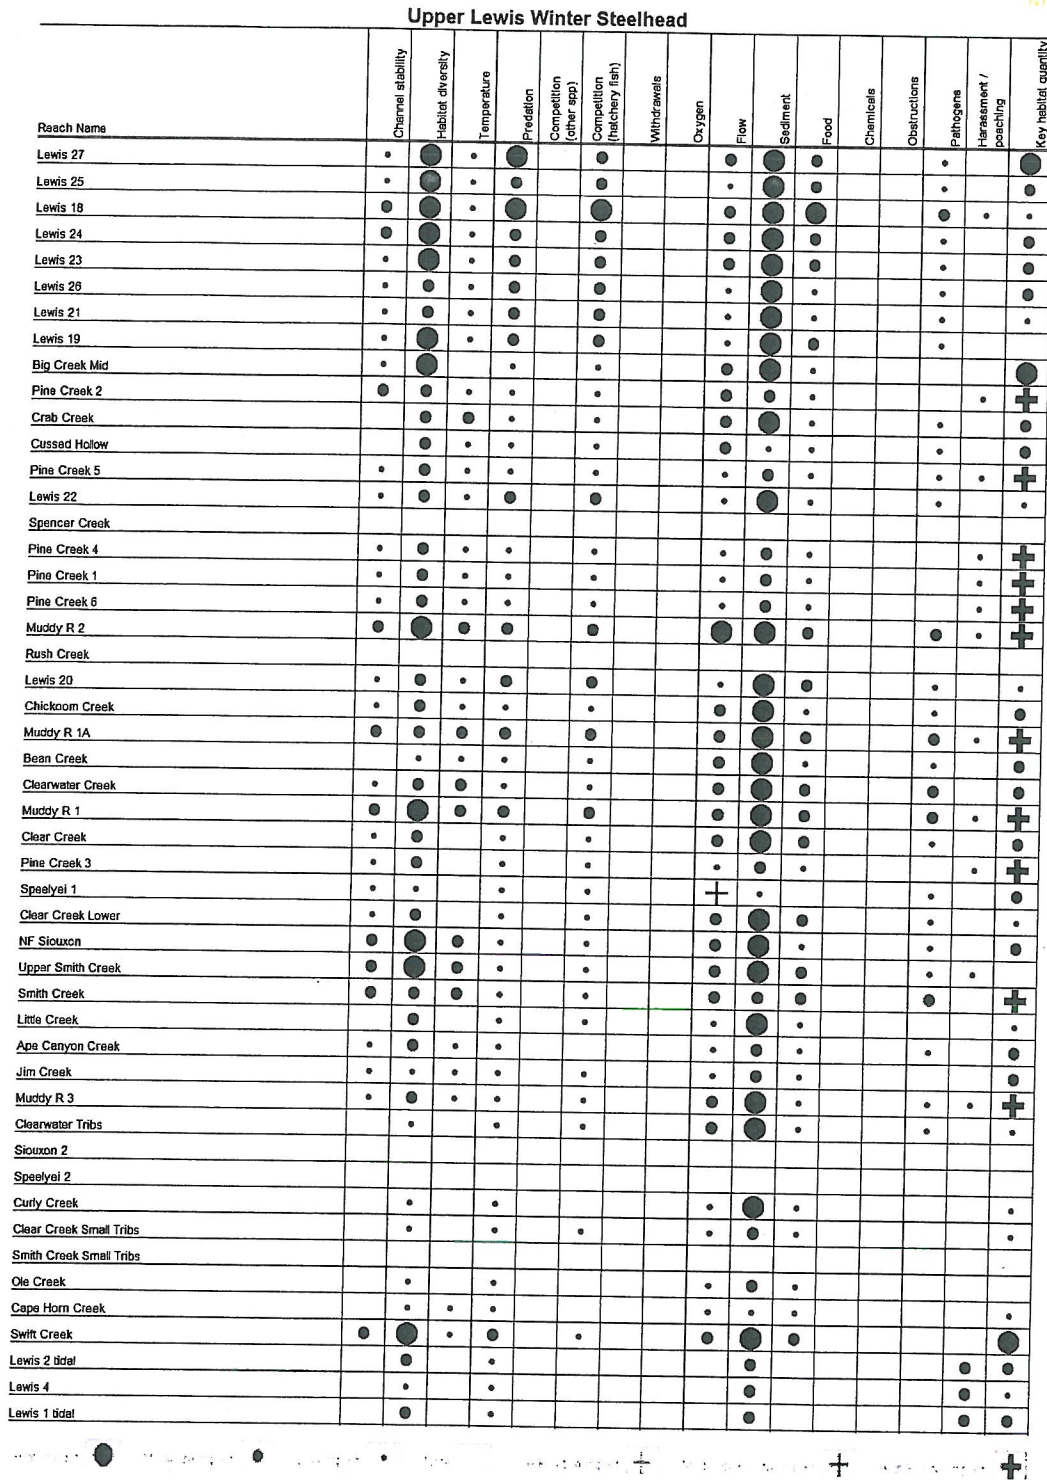 Upper Lewis Winter Steelhead
Reach Name
Channel stability
Habitat diversity
Temperature
Predation
Competition
(other spp)
Competition
(hatchery fish)
Withdrawals
Oxygen
Flow
Sediment
Food
Chemicals
Obstructions
Pathogens
Harassment /
poaching
Key habitat quantity
Lewis 27
Lewis 25
Lewis 18
Lewis 24
Lewis 23
Lewis 26
Lewis 21
Lewis 19
Big Creek Mid
Pine Creek 2
Crab Creek
Cussed Hollow
Pine Creek 5
Lewis 22
Spencer Creek
Pine Creek 4
Pine Creek 1
Pine Creek 6
Muddy R 2
Rush Creek
Lewis 20
Chickoom Creek
Muddy R 1A
Bean Creek
Clearwater Creek
Muddy R 1
Clear Creek
Pine Creek 3
Speelyei 1
Clear Creek Lower
NF Siouxon
Upper Smith Creek
Smith Creek
Little Creek
Ape Canyon Creek
Jim Creek
Muddy R 3
Clearwater Tribs
Siouxon 2
Speelyei 2
Curly Creek
Clear Creek Small Tribs
Smith Creek Small Tribs
Ole Creek
Cape Horn Creek
Swift Creek
Lewis 2 tidal
Lewis 4
Lewis 1 tidal